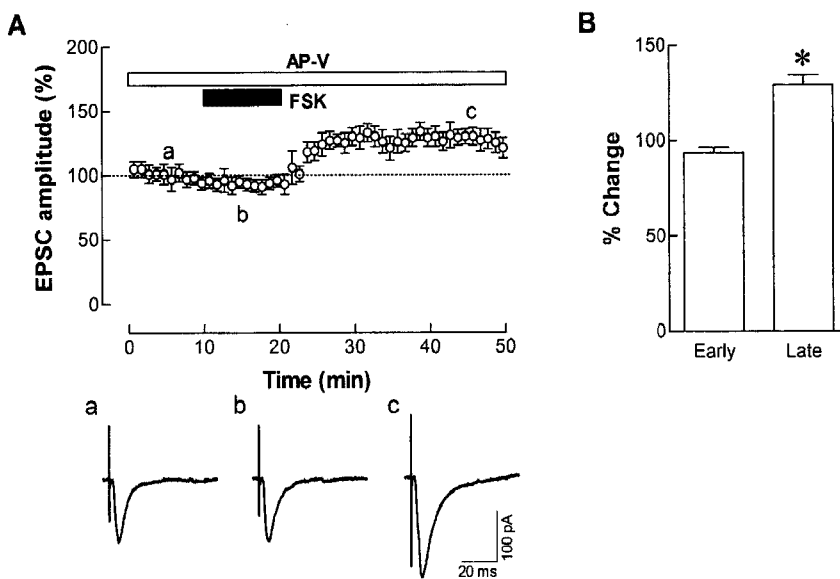 A
200
150
100
50
0
EPSC amplitude (%)
AP-V
FSK
a
b
c
0 10 20 30 40 50
Time (min)
a
b
c
100 pA
20 ms
B
150
100
50
0
% Change
*
Early Late